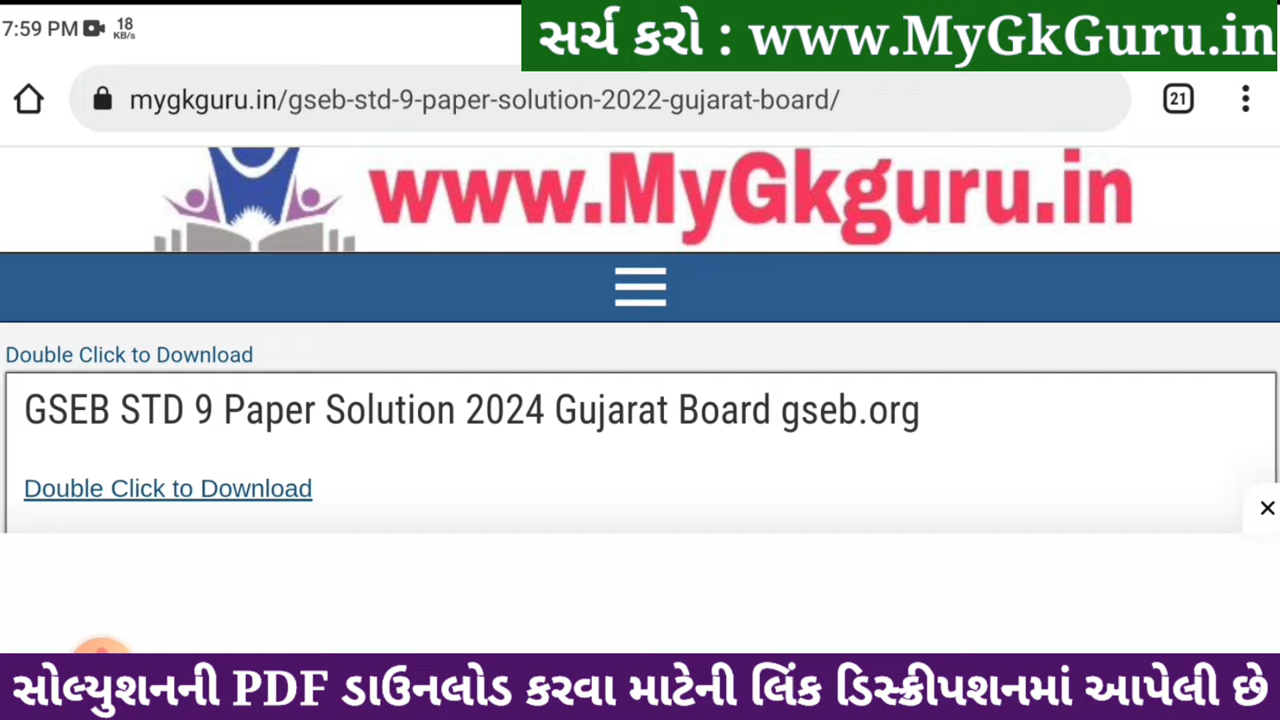 7:59 PM 18 KB/s
સર્ચ કરો : www.MyGkGuru.in
mygkguru.in/gseb-std-9-paper-solution-2022-gujarat-board/
21
www.MyGkguru.in
Double Click to Download
GSEB STD 9 Paper Solution 2024 Gujarat Board gseb.org
Double Click to Download
સોલ્યુશનની PDF ડાઉનલોડ કરવા માટેની લિંક ડિસ્ક્રીપશનમાં આપેલી છે